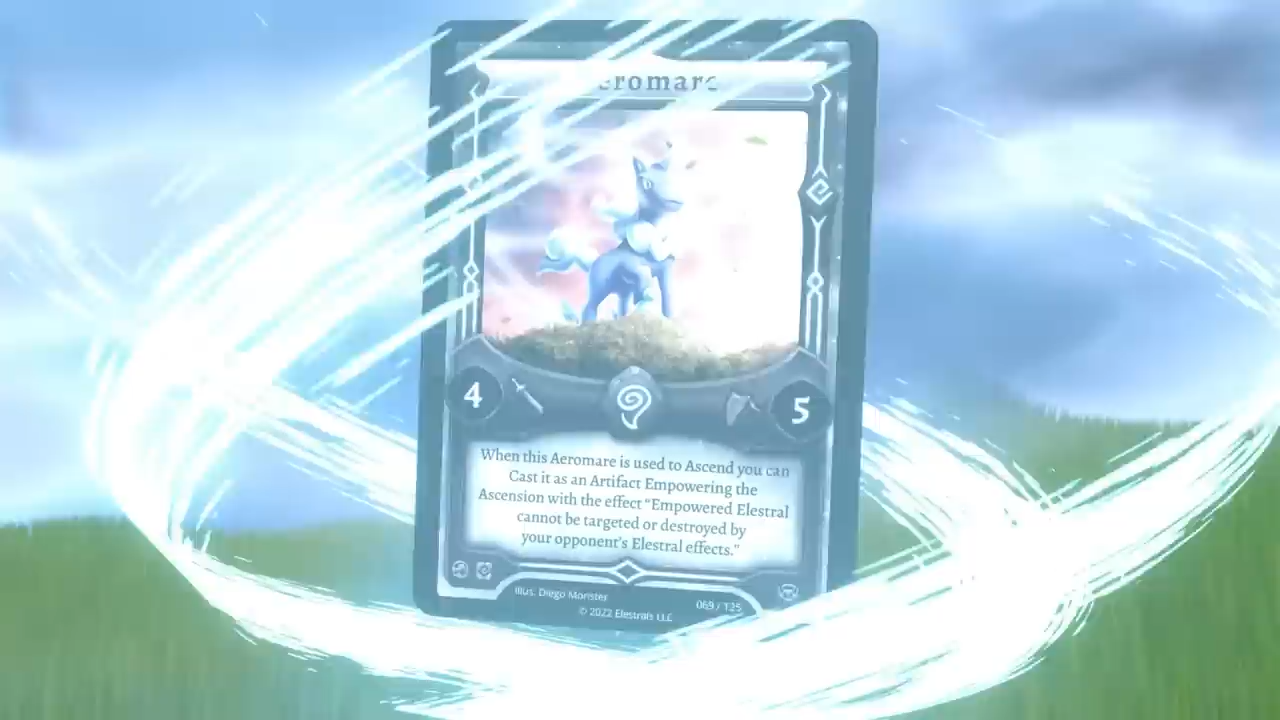 Aeromare
4
5
When this Aeromare is used to Ascend you can
Cast it as an Artifact Empowering the
Ascension with the effect “Empowered Elestral
cannot be targeted or destroyed by
your opponent's Elestral effects.”
Illus. Diego Monster
069 / 125
© 2022 Elestrals LLC